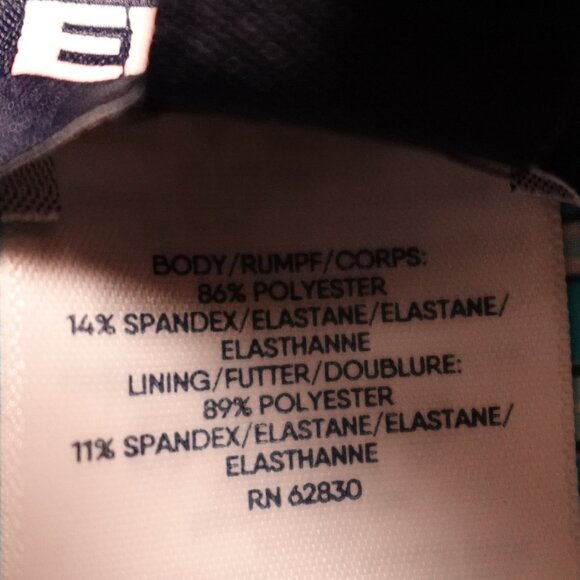 E
BODY/RUMPF/CORPS:
86% POLYESTER
14% SPANDEX/ELASTANE/ELASTANE/
ELASTHANNE
LINING/FUTTER/DOUBLURE:
89% POLYESTER
11% SPANDEX/ELASTANE/ELASTANE/
ELASTHANNE
RN 62830